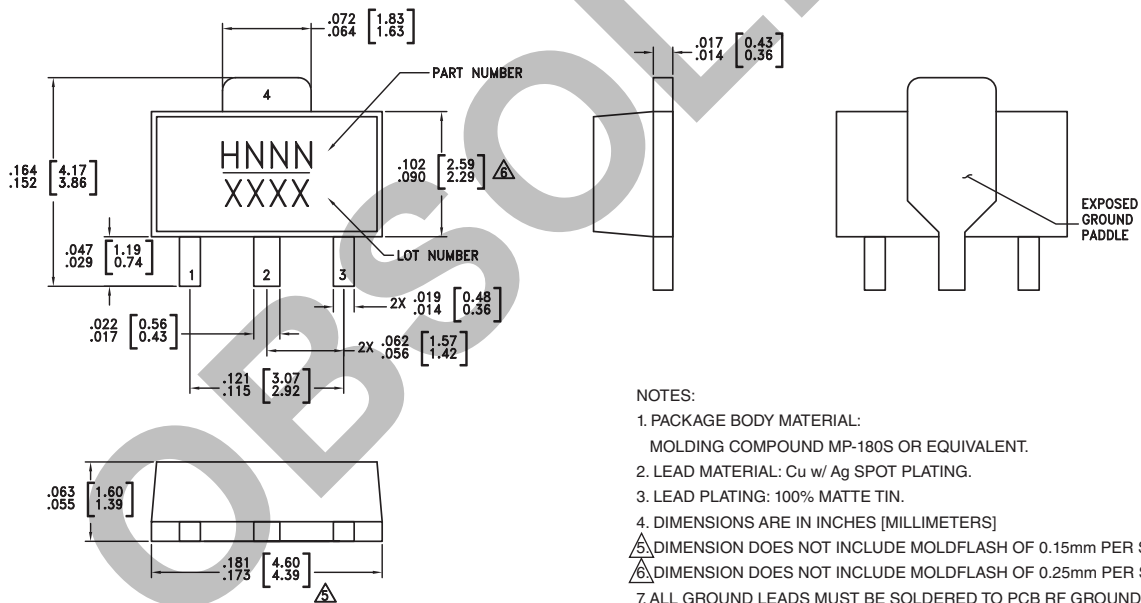 .072 [1.83]
.064 [1.63]
PART NUMBER
4
.164 [4.17]
.152 [3.86]
HNNN
XXXX
.102 [2.59]
.090 [2.29] 6
LOT NUMBER
.047 [1.19]
.029 [0.74]
1 2 3
2X .019 [0.48]
.014 [0.36]
.022 [0.56]
.017 [0.43]
2X .062 [1.57]
.056 [1.42]
.121 [3.07]
.115 [2.92]
.063 [1.60]
.055 [1.39]
.181 [4.60]
.173 [4.39] 5
.017 [0.43]
.014 [0.36]
EXPOSED
GROUND
PADDLE
NOTES:
1. PACKAGE BODY MATERIAL:
MOLDING COMPOUND MP-180S OR EQUIVALENT.
2. LEAD MATERIAL: Cu w/ Ag SPOT PLATING.
3. LEAD PLATING: 100% MATTE TIN.
4. DIMENSIONS ARE IN INCHES [MILLIMETERS]
5. DIMENSION DOES NOT INCLUDE MOLDFLASH OF 0.15mm PER S
6. DIMENSION DOES NOT INCLUDE MOLDFLASH OF 0.25mm PER S
7. ALL GROUND LEADS MUST BE SOLDERED TO PCB RF GROUND
OBSOL